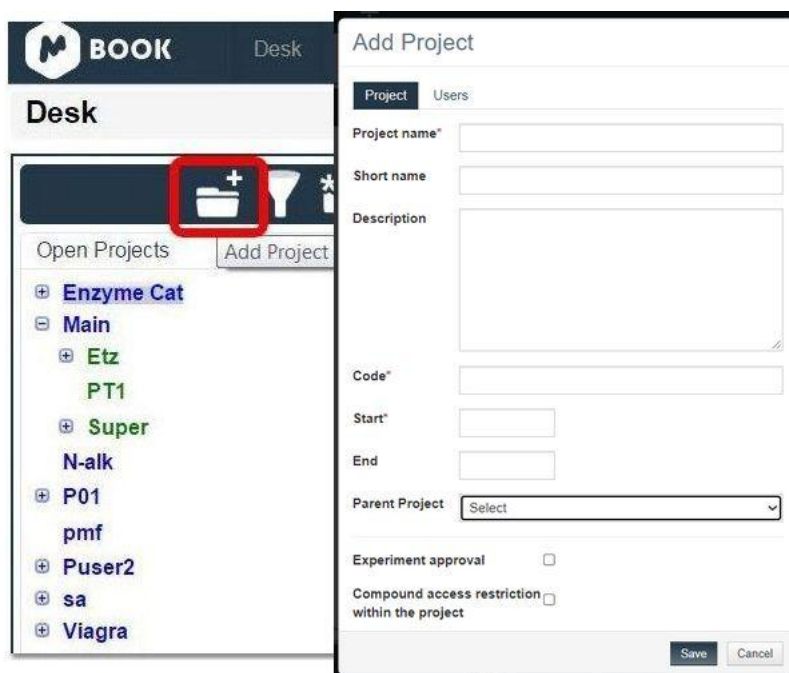 BOOK
Desk
Desk
Add Project
Open Projects
Enzyme Cat
Main
Etz
PT1
Super
N-alk
P01
pmf
Puser2
sa
Viagra
Add Project
Project Users
Project name*
Short name
Description
Code*
Start*
End
Parent Project Select
Experiment approval
Compound access restriction
within the project
Save Cancel